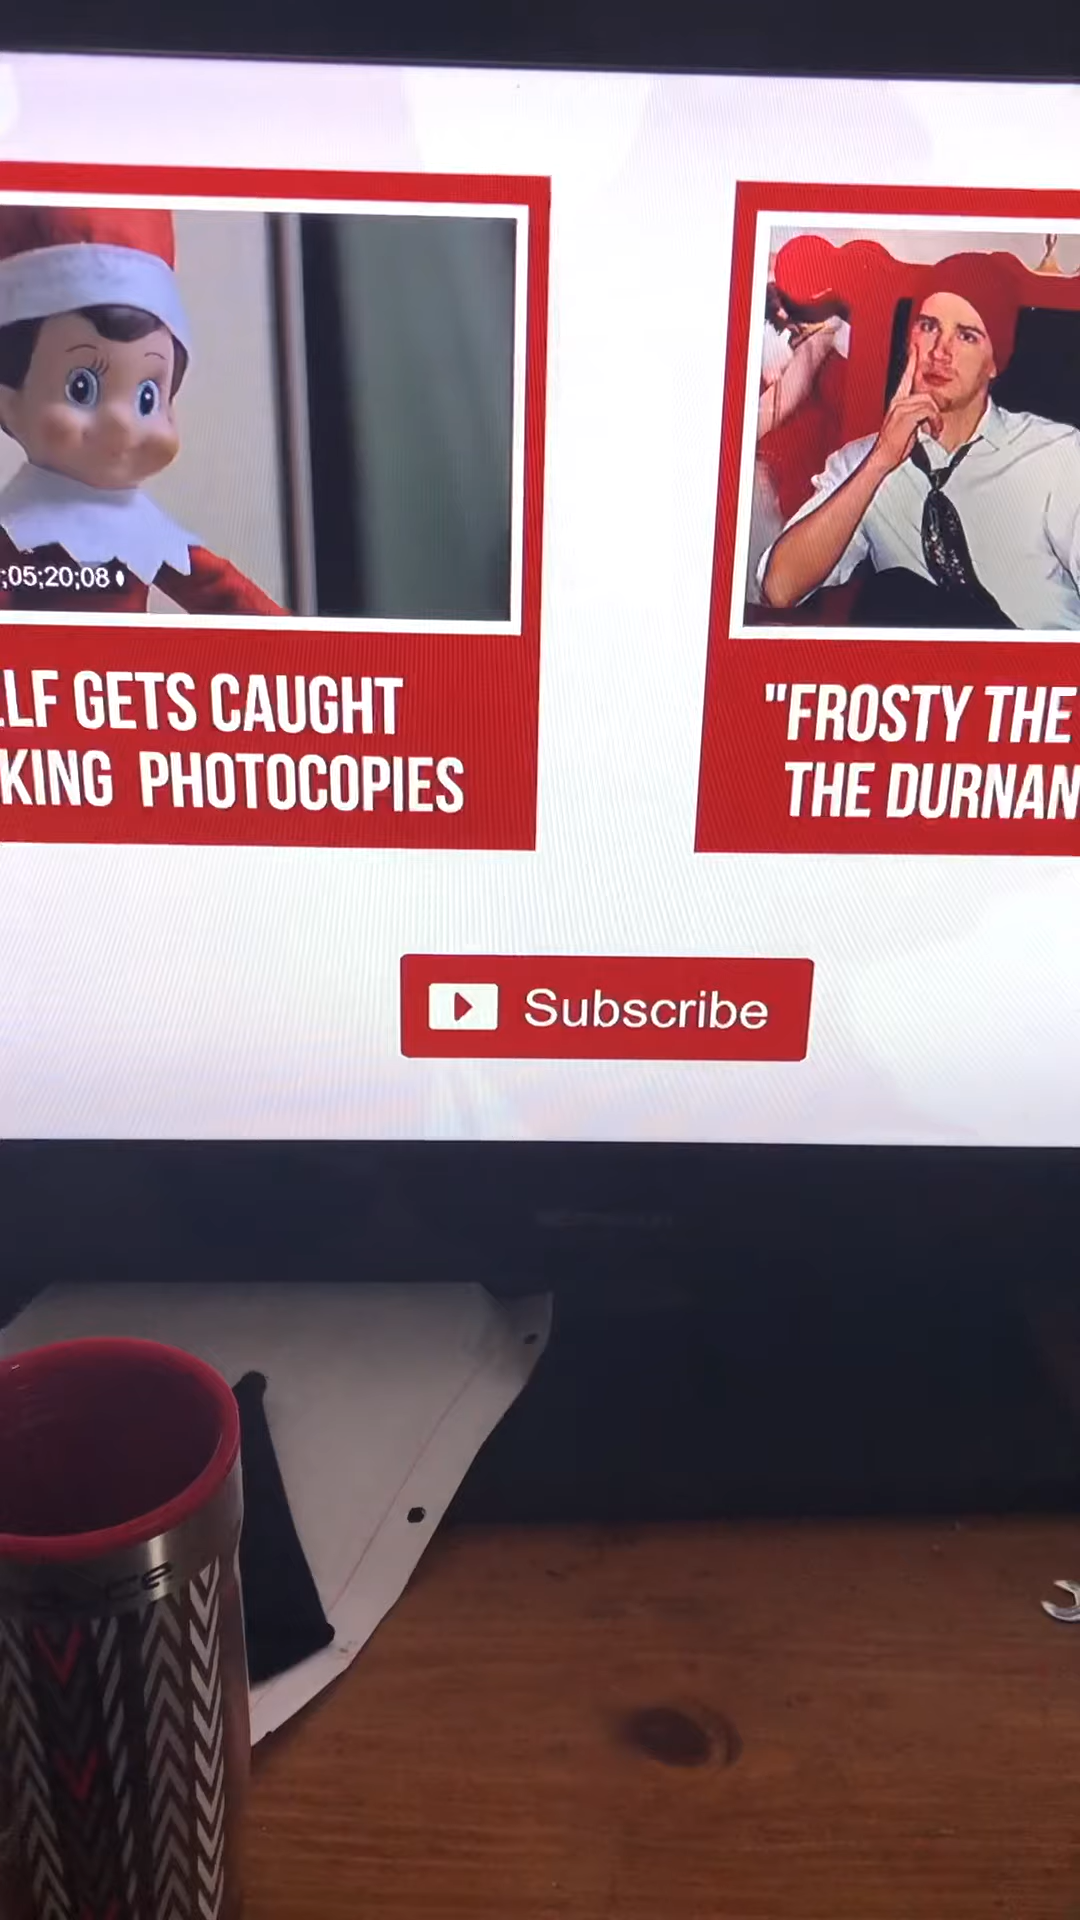 ;05;20;08
LF GETS CAUGHT
KING PHOTOCOPIES
"FROSTY THE
THE DURNAN
Subscribe